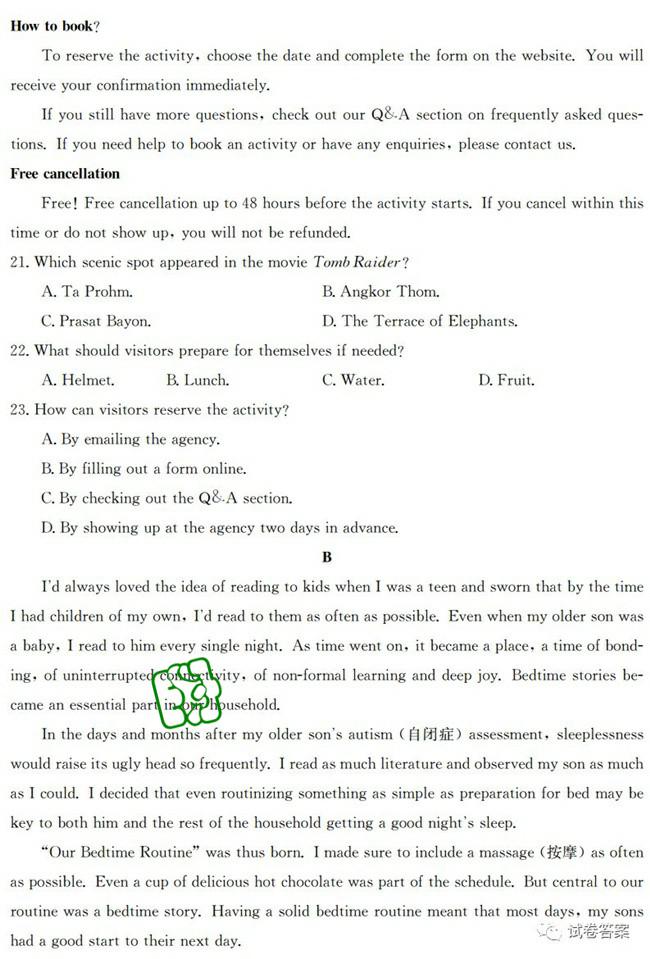 How to book?
To reserve the activity, choose the date and complete the form on the website. You will
receive your confirmation immediately.
If you still have more questions, check out our Q&A section on frequently asked ques-
tions. If you need help to book an activity or have any enquiries, please contact us.
Free cancellation
Free! Free cancellation up to 48 hours before the activity starts. If you cancel within this
time or do not show up, you will not be refunded.
21. Which scenic spot appeared in the movie Tomb Raider?
A. Ta Prohm. B. Angkor Thom.
C. Prasat Bayon. D. The Terrace of Elephants.
22. What should visitors prepare for themselves if needed?
A. Helmet. B. Lunch. C. Water. D. Fruit.
23. How can visitors reserve the activity?
A. By emailing the agency.
B. By filling out a form online.
C. By checking out the Q&A section.
D. By showing up at the agency two days in advance.
B
I'd always loved the idea of reading to kids when I was a teen and sworn that by the time
I had children of my own, I'd read to them as often as possible. Even when my older son was
a baby, I read to him every single night. As time went on, it became a place, a time of bond-
ing, of uninterrupted connectivity, of non-formal learning and deep joy. Bedtime stories be-
came an essential part in our household.
In the days and months after my older son's autism (自闭症) assessment, sleeplessness
would raise its ugly head so frequently. I read as much literature and observed my son as much
as I could. I decided that even routinizing something as simple as preparation for bed may be
key to both him and the rest of the household getting a good night's sleep.
"Our Bedtime Routine" was thus born. I made sure to include a massage (按摩) as often
as possible. Even a cup of delicious hot chocolate was part of the schedule. But central to our
routine was a bedtime story. Having a solid bedtime routine meant that most days, my sons
had a good start to their next day.
试卷答案